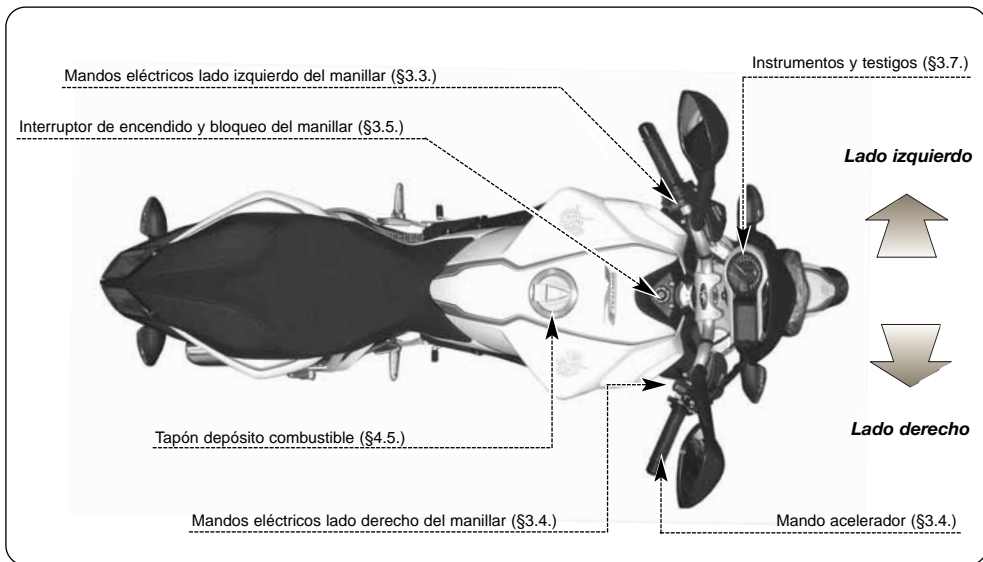 Mandos eléctricos lado izquierdo del manillar (§3.3.)
Instrumentos y testigos (§3.7.)
Interruptor de encendido y bloqueo del manillar (§3.5.)
Lado izquierdo
Tapón depósito combustible (§4.5.)
Lado derecho
Mandos eléctricos lado derecho del manillar (§3.4.)
Mando acelerador (§3.4.)